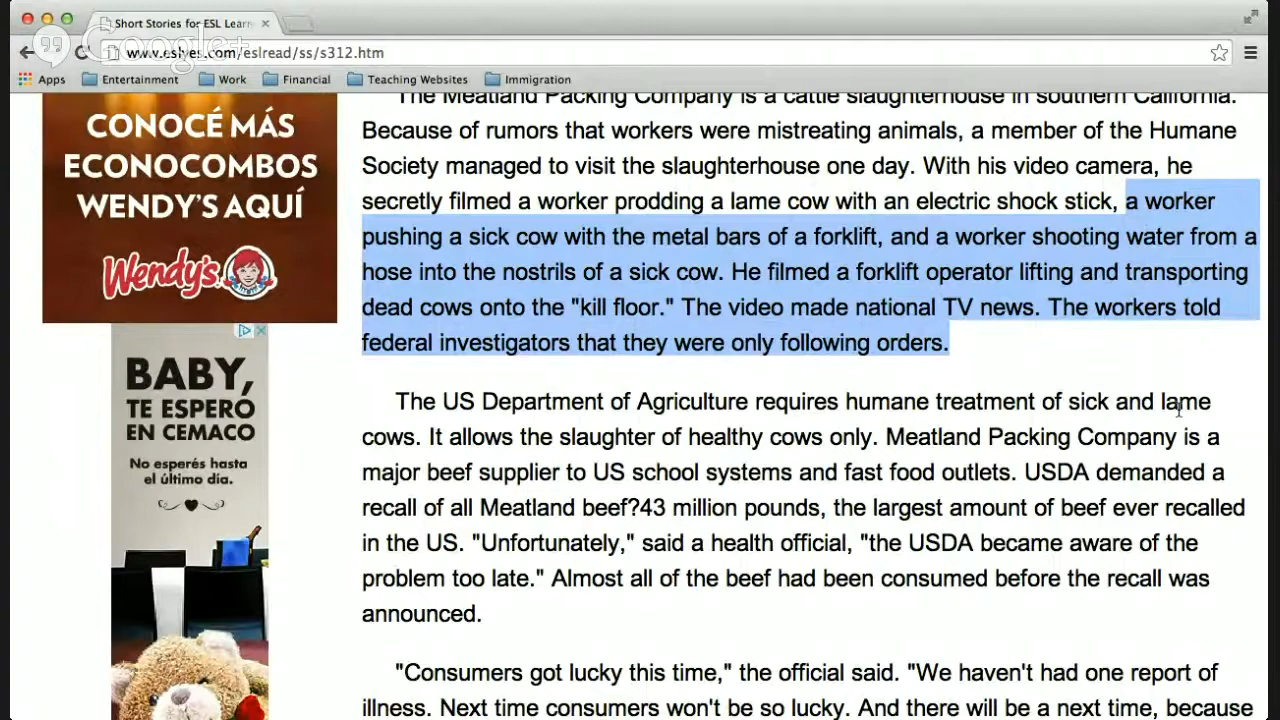 Short Stories for ESL Lear
Google+
www.eslyes.com/eslread/ss/s312.htm
Apps Entertainment Work Financial Teaching Websites Immigration
CONOCÉ MÁS
ECONOCOMBOS
WENDY'S AQUÍ
Wendy's
BABY,
TE ESPERO
EN CEMACO
No esperés hasta
el último día.
The Meatland Packing Company is a cattle slaughterhouse in southern California.
Because of rumors that workers were mistreating animals, a member of the Humane
Society managed to visit the slaughterhouse one day. With his video camera, he
secretly filmed a worker prodding a lame cow with an electric shock stick, a worker
pushing a sick cow with the metal bars of a forklift, and a worker shooting water from a
hose into the nostrils of a sick cow. He filmed a forklift operator lifting and transporting
dead cows onto the "kill floor." The video made national TV news. The workers told
federal investigators that they were only following orders.
The US Department of Agriculture requires humane treatment of sick and lame
cows. It allows the slaughter of healthy cows only. Meatland Packing Company is a
major beef supplier to US school systems and fast food outlets. USDA demanded a
recall of all Meatland beef?43 million pounds, the largest amount of beef ever recalled
in the US. "Unfortunately," said a health official, "the USDA became aware of the
problem too late." Almost all of the beef had been consumed before the recall was
announced.
"Consumers got lucky this time," the official said. "We haven't had one report of
illness. Next time consumers won't be so lucky. And there will be a next time, because